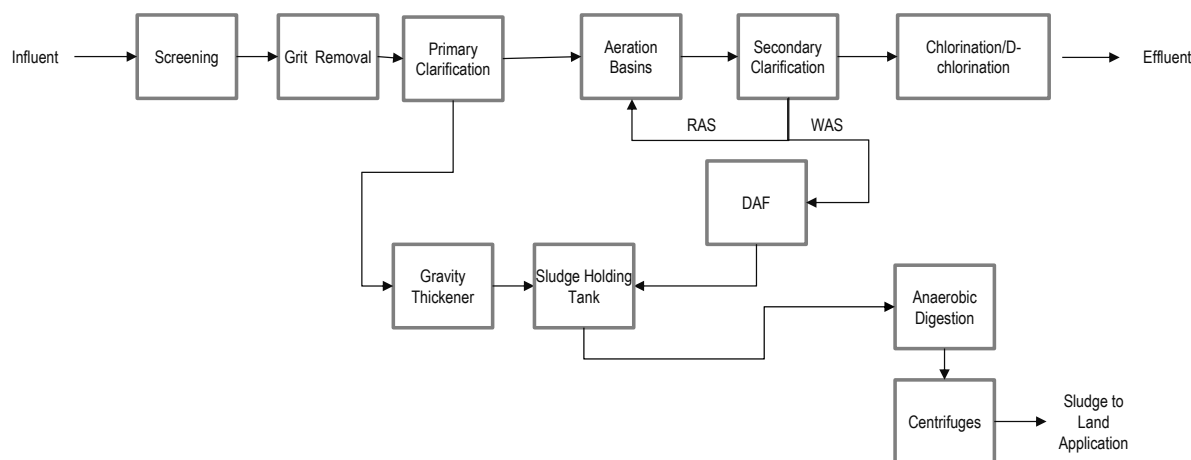 Influent
Screening
Grit Removal
Primary
Clarification
Aeration
Basins
Secondary
Clarification
Chlorination/D-
chlorination
Effluent
RAS
WAS
DAF
Gravity
Thickener
Sludge Holding
Tank
Anaerobic
Digestion
Centrifuges
Sludge to
Land
Application